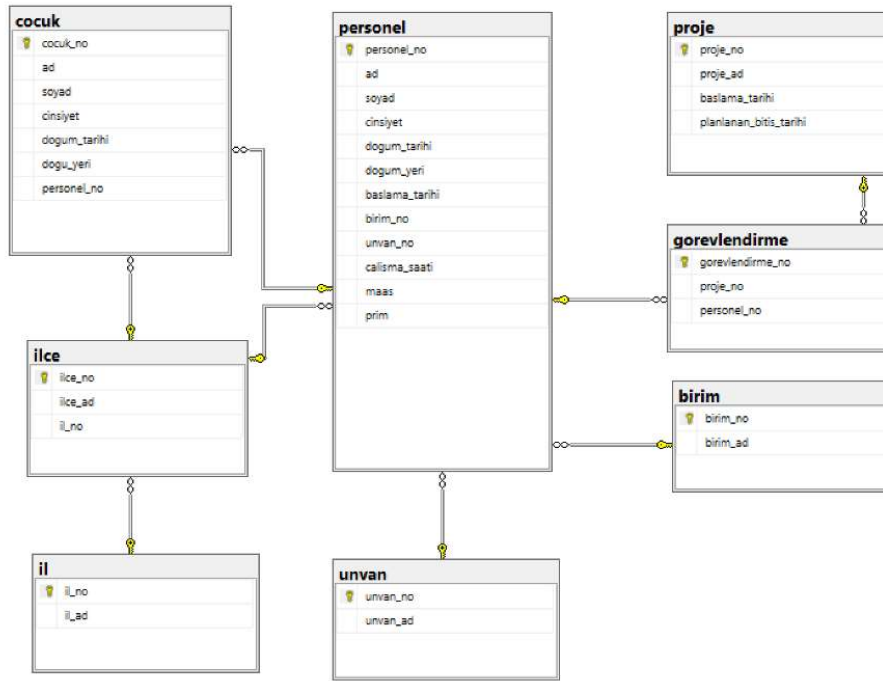 cocuk
cocuk_no
ad
soyad
cinsiyet
dogum_tarihi
dogu_yeri
personel_no
personel
personel_no
ad
soyad
cinsiyet
dogum_tarihi
dogum_yeri
baslama_tarihi
birim_no
unvan_no
calisma_saati
maas
prim
proje
proje_no
proje_ad
baslama_tarihi
planlanan_bitis_tarihi
gorevlendirme
gorevlendirme_no
proje_no
personel_no
ilce
ilce_no
ilce_ad
il_no
birim
birim_no
birim_ad
il
il_no
il_ad
unvan
unvan_no
unvan_ad